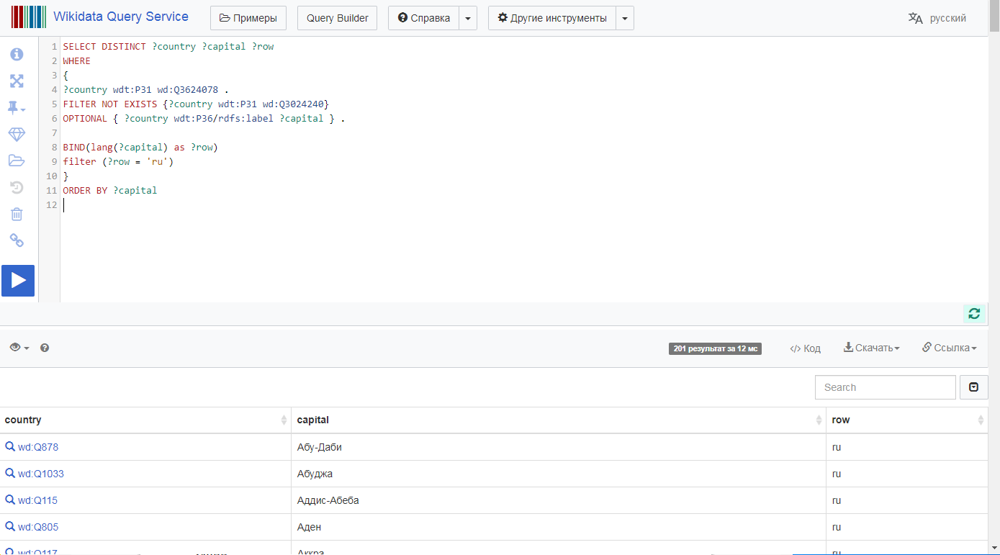 Wikidata Query Service
Примеры
Query Builder
Справка
Другие инструменты
русский
1 SELECT DISTINCT ?country ?capital ?row
2 WHERE
3 {
4 ?country wdt:P31 wd:Q3624078 .
5 FILTER NOT EXISTS {?country wdt:P31 wd:Q3024240}
6 OPTIONAL { ?country wdt:P36/rdfs:label ?capital } .
7
8 BIND(lang(?capital) as ?row)
9 filter (?row = 'ru')
10 }
11 ORDER BY ?capital
12
201 результат за 12 мс
</> Код
Скачать
Ссылка
Search
country capital row
wd:Q878 Абу-Даби ru
wd:Q1033 Абуджа ru
wd:Q115 Аддис-Абеба ru
wd:Q805 Аден ru
wd:Q117 Аккра ru